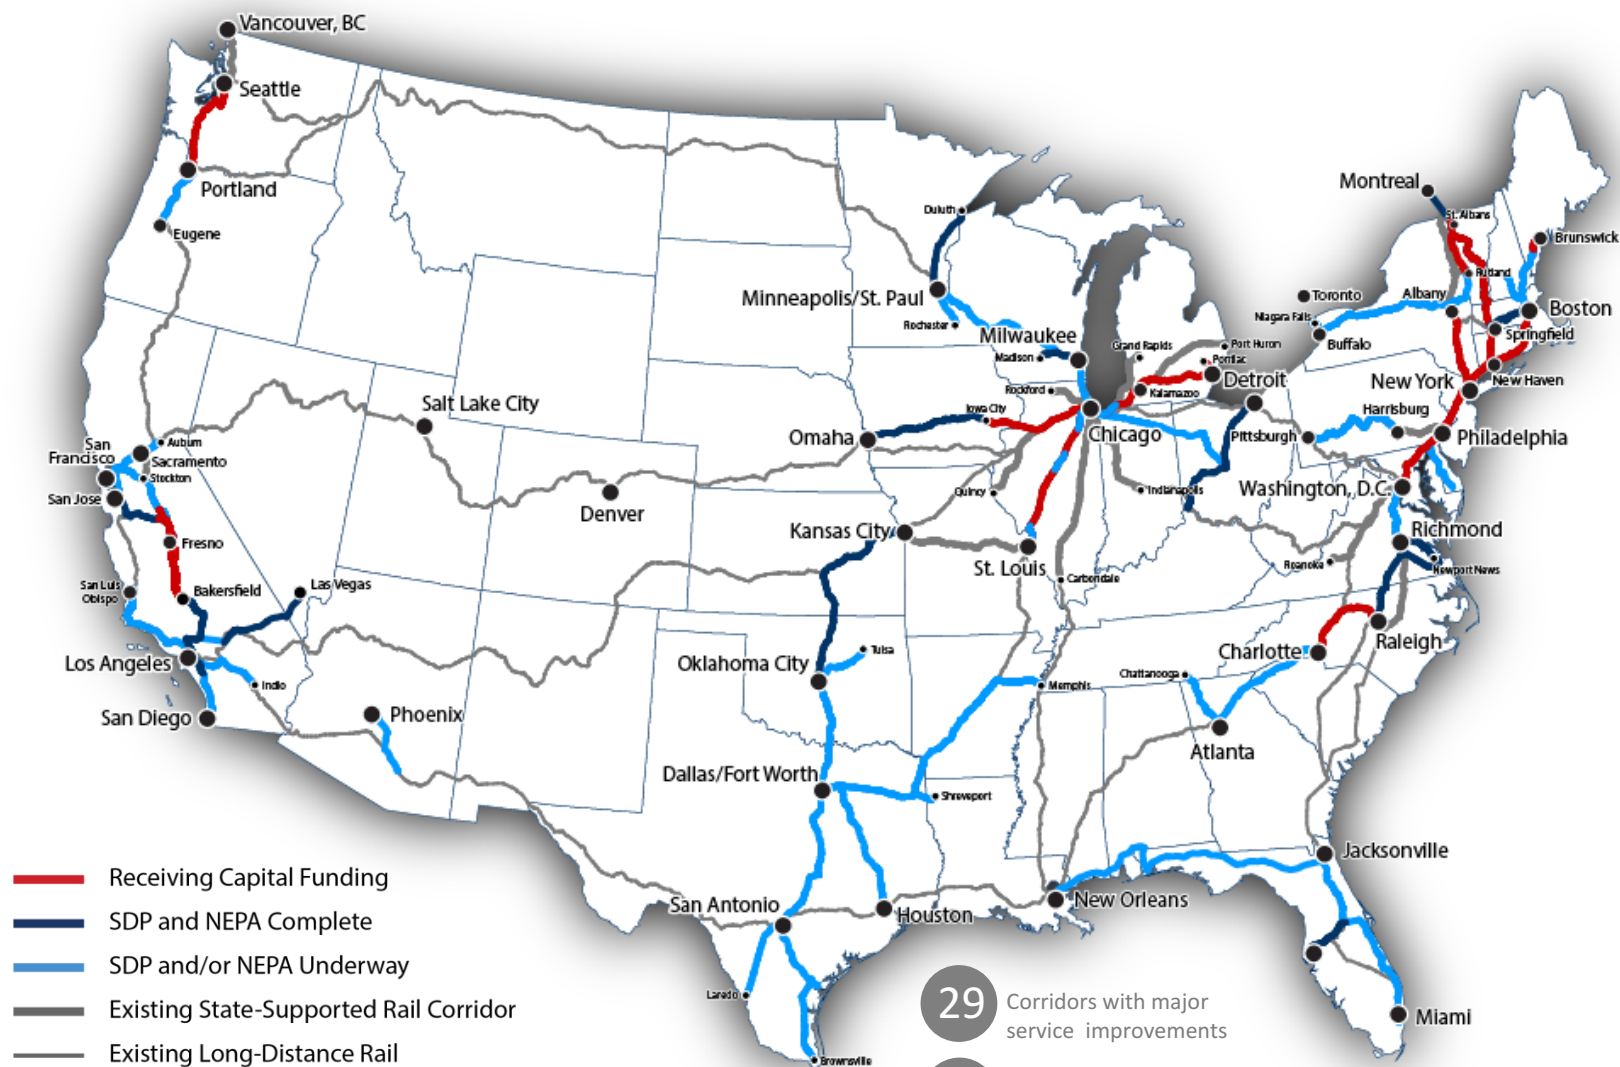 Vancouver, BC
Seattle
Portland
Eugene
Duluth
Minneapolis/St. Paul
Rochester
Milwaukee
Madison
Grand Rapids
Port Huron
Pontiac
Detroit
Kalamazoo
Rockford
Chicago
Iowa City
Omaha
Quincy
Indianapolis
Montreal
St. Albans
Brunswick
Rutland
Toronto
Albany
Niagara Falls
Buffalo
Boston
Springfield
New Haven
New York
Harrisburg
Pittsburgh
Philadelphia
Washington, D.C.
Richmond
Newport News
Roanoke
Raleigh
Charlotte
Chattanooga
Atlanta
Salt Lake City
Denver
Auburn
San
Francisco
Sacramento
Stockton
San Jose
Fresno
San Luis
Obispo
Bakersfield
Las Vegas
Los Angeles
Indio
San Diego
Phoenix
Kansas City
St. Louis
Carbondale
Oklahoma City
Tulsa
Memphis
Dallas/Fort Worth
Shreveport
San Antonio
Houston
New Orleans
Jacksonville
Miami
Laredo
Brownsville
Receiving Capital Funding
SDP and NEPA Complete
SDP and/or NEPA Underway
Existing State-Supported Rail Corridor
Existing Long-Distance Rail
29
Corridors with major
service improvements